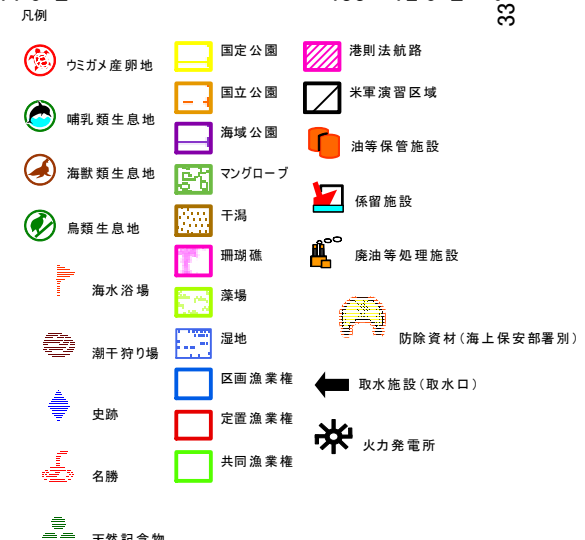 凡例
33
ウミガメ産卵地
哺乳類生息地
海獣類生息地
鳥類生息地
海水浴場
潮干狩り場
史跡
名勝
天然記念物
国定公園
国立公園
海域公園
マングローブ
干潟
珊瑚礁
藻場
湿地
区画漁業権
定置漁業権
共同漁業権
港則法航路
米軍演習区域
油等保管施設
係留施設
廃油等処理施設
防除資材(海上保安部署別)
取水施設(取水口)
火力発電所